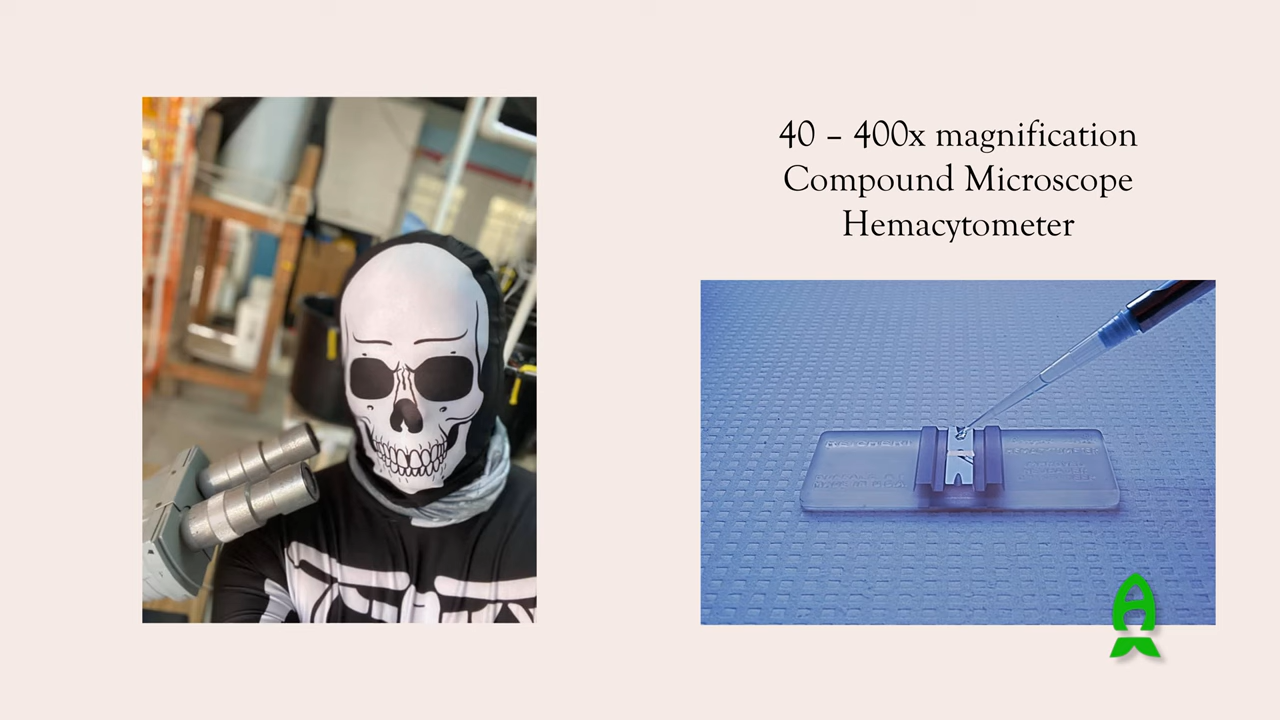 40 – 400x magnification
Compound Microscope
Hemacytometer